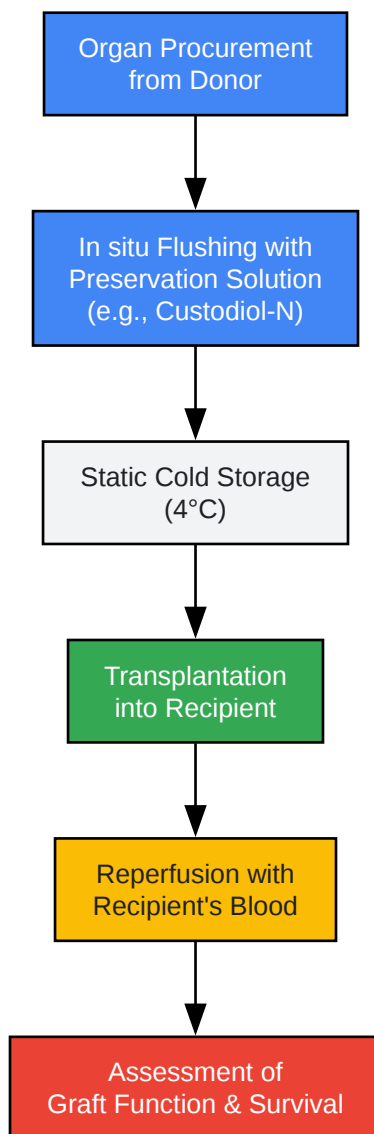 Organ Procurement
from Donor
In situ Flushing with
Preservation Solution
(e.g., Custodiol-N)
Static Cold Storage
(4°C)
Transplantation
into Recipient
Reperfusion with
Recipient's Blood
Assessment of
Graft Function & Survival